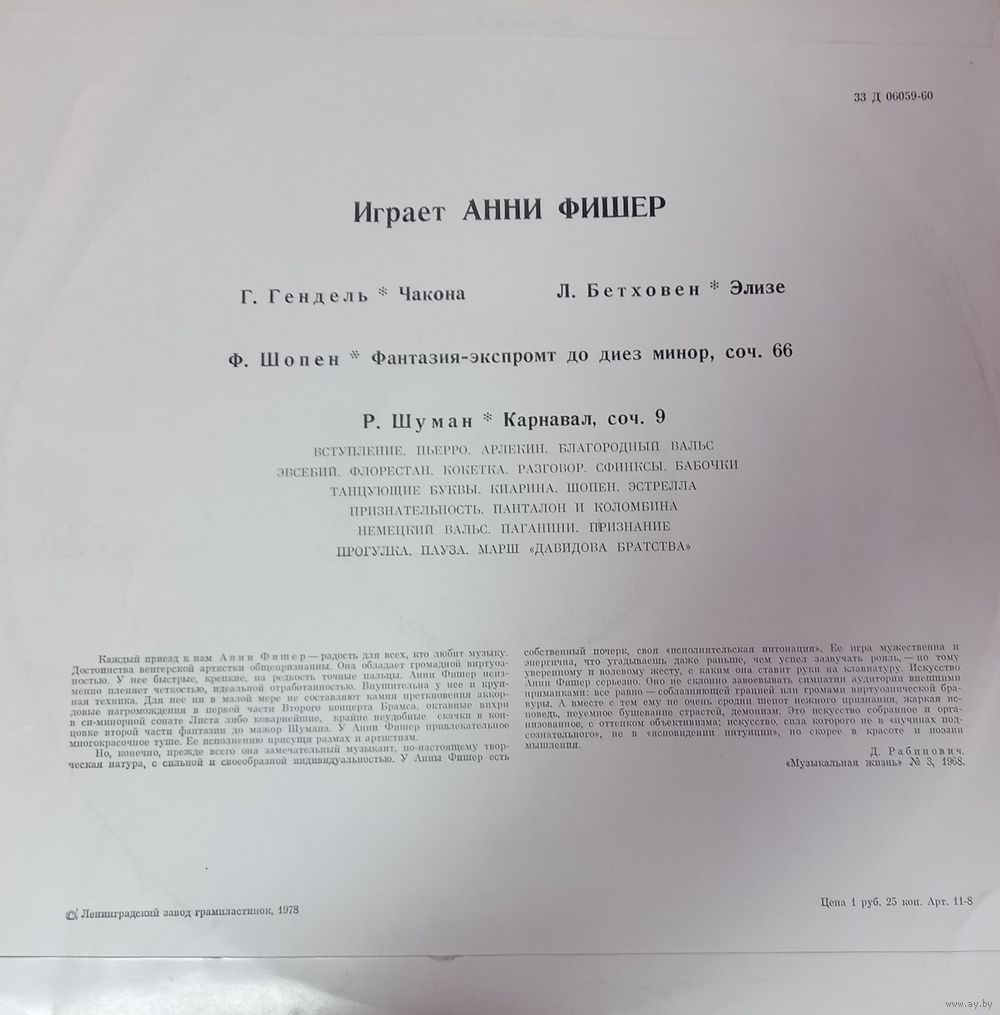 33 Д 06059-60
Играет АННИ ФИШЕР
Г. Гендель * Чакона
Л. Бетховен * Элизе
Ф. Шопен * Фантазия-экспромт до диез минор, соч. 66
Р. Шуман * Карнавал, соч. 9
ВСТУПЛЕНИЕ. ПЬЕРРО. АРЛЕКИН. БЛАГОРОДНЫЙ ВАЛЬС
ЭВСЕБИЙ. ФЛОРЕСТАН. КОКЕТКА. РАЗГОВОР. СФИНКСЫ. БАБОЧКИ
ТАНЦУЮЩИЕ БУКВЫ. КИАРИНА. ШОПЕН. ЭСТРЕЛЛА
ПРИЗНАТЕЛЬНОСТЬ. ПАНТАЛОН И КОЛОМБИНА
НЕМЕЦКИЙ ВАЛЬС. ПАГАНИНИ. ПРИЗНАНИЕ
ПРОГУЛКА. ПАУЗА. МАРШ «ДАВИДОВА БРАТСТВА»
Каждый приезд к нам Анни Фишер — радость для всех, кто любит музыку.
Достоинства венгерской артистки общепризнанны. Она обладает громадной виртуоз-
ностью. У нее быстрые, крепкие, на редкость точные пальцы. Анни Фишер неиз-
менно пленяет четкостью, идеальной отработанностью. Внушительна у нее и круп-
ная техника. Для нее ни в малой мере не составляют камня преткновения аккор-
довые нагромождения в первой части Второго концерта Брамса, октавные вихри
в си-минорной сонате Листа либо коварнейшие, крайне неудобные скачки в кон-
цовке второй части фантазии до мажор Шумана. У Анни Фишер привлекательное
многокрасочное туше. Ее исполнению присущи размах и артистизм.
Но, конечно, прежде всего она замечательный музыкант, по-настоящему твор-
ческая натура, с сильной и своеобразной индивидуальностью. У Анны Фишер есть
собственный почерк, своя «исполнительская интонация». Ее игра мужественна и
энергична, что угадываешь даже раньше, чем успел зазвучать рояль, — по тому
уверенному и волевому жесту, с каким она ставит руки на клавиатуру. Искусство
Анни Фишер серьезно. Оно не склонно завоевывать симпатии аудитории внешними
приманками: все равно — соблазняющей грацией или громами виртуознической бра-
вуры. А вместе с тем ему не очень сродни шепот нежного признания, жаркая ис-
поведь, неуемное бушевание страстей, демонизм. Это искусство собранное и орга-
низованное, с оттенком объективизма; искусство, сила которого не в «пучинах под-
сознательного», не в «ясновидении интуиции», но скорее в красоте и поэзии
мышления.
Д. Рабинович.
«Музыкальная жизнь» № 3, 1968.
© Ленинградский завод грампластинок, 1978
Цена 1 руб. 25 коп. Арт. 11-8
www.ay.by